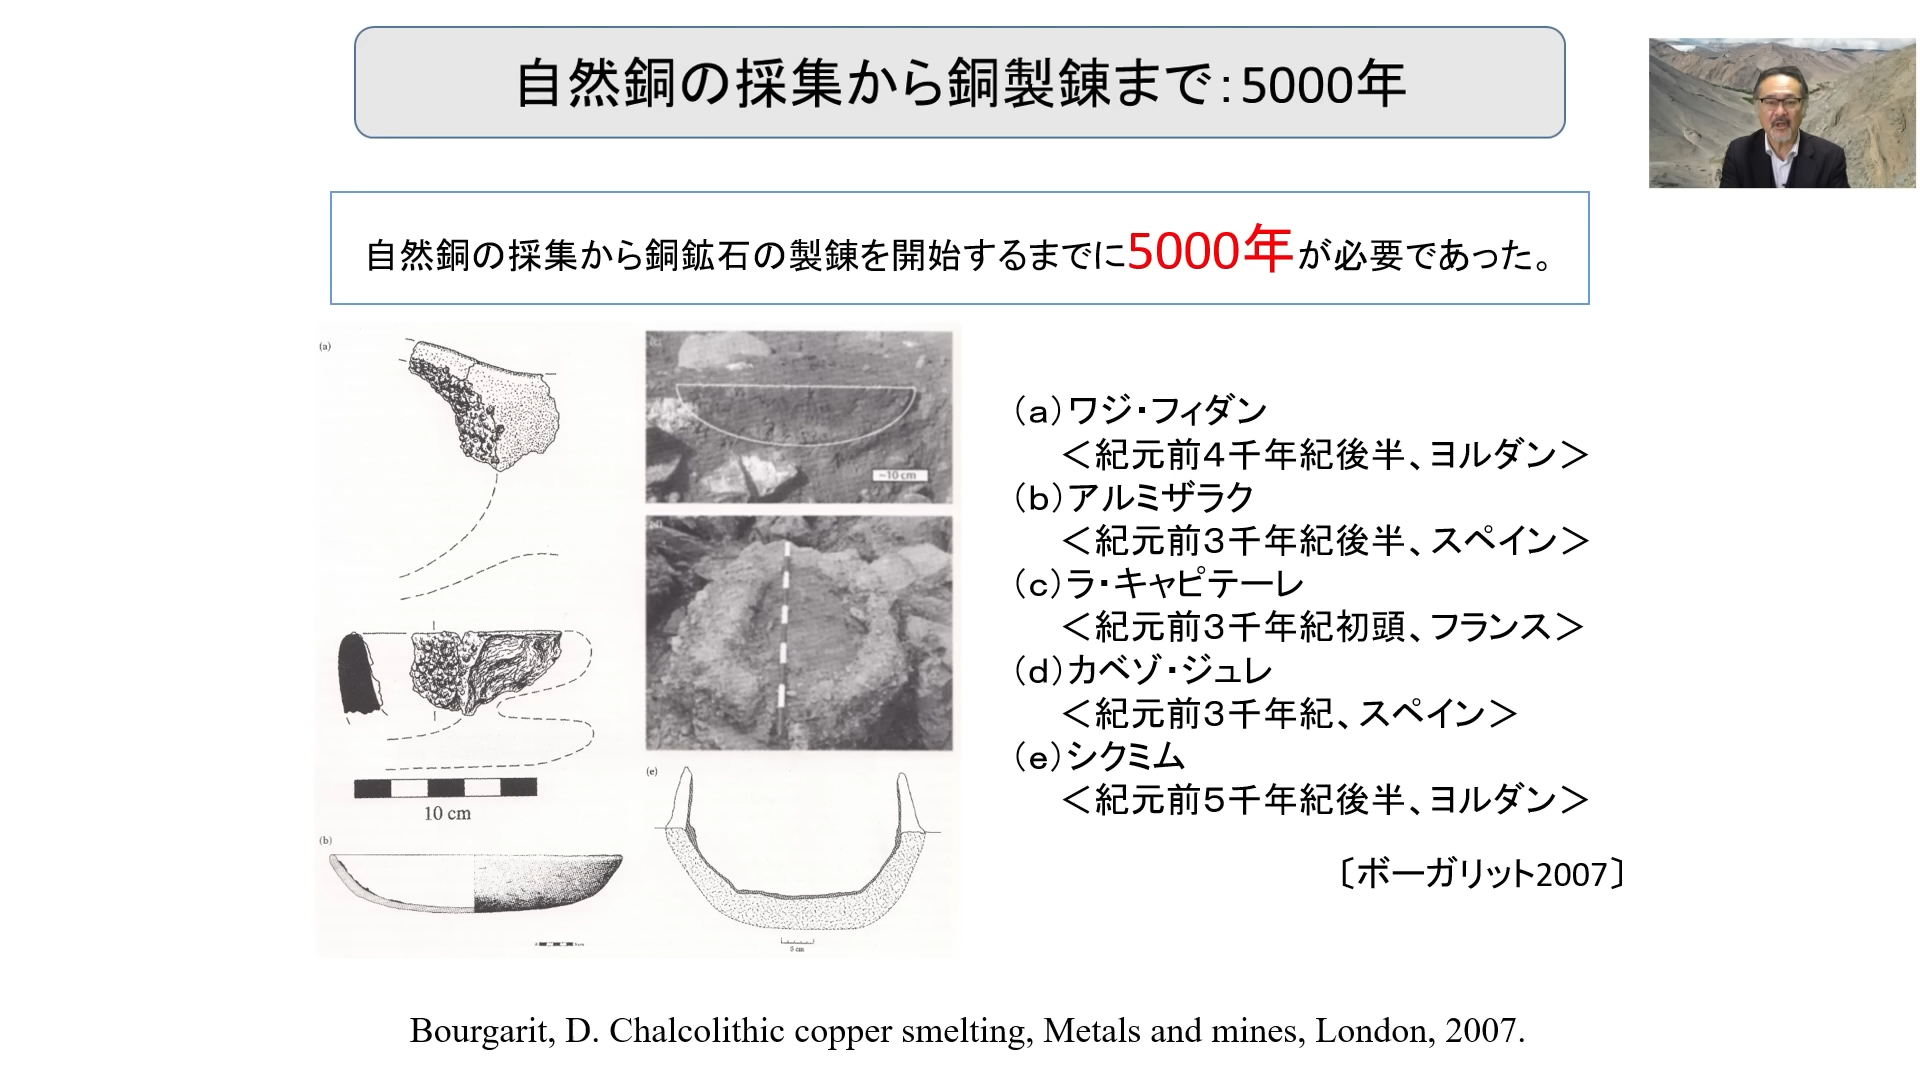 自然銅の採集から銅製錬まで：5000年
自然銅の採集から銅鉱石の製錬を開始するまでに5000年が必要であった。
(a)
~10 cm
10 cm
(b)
(e)
5 cm
（a）ワジ・フィダン
＜紀元前４千年紀後半、ヨルダン＞
（b）アルミザラク
＜紀元前３千年紀後半、スペイン＞
（c）ラ・キャピテーレ
＜紀元前３千年紀初頭、フランス＞
（d）カベゾ・ジュレ
＜紀元前３千年紀、スペイン＞
（e）シクミム
＜紀元前５千年紀後半、ヨルダン＞
〔ボーガリット2007〕
Bourgarit, D. Chalcolithic copper smelting, Metals and mines, London, 2007.